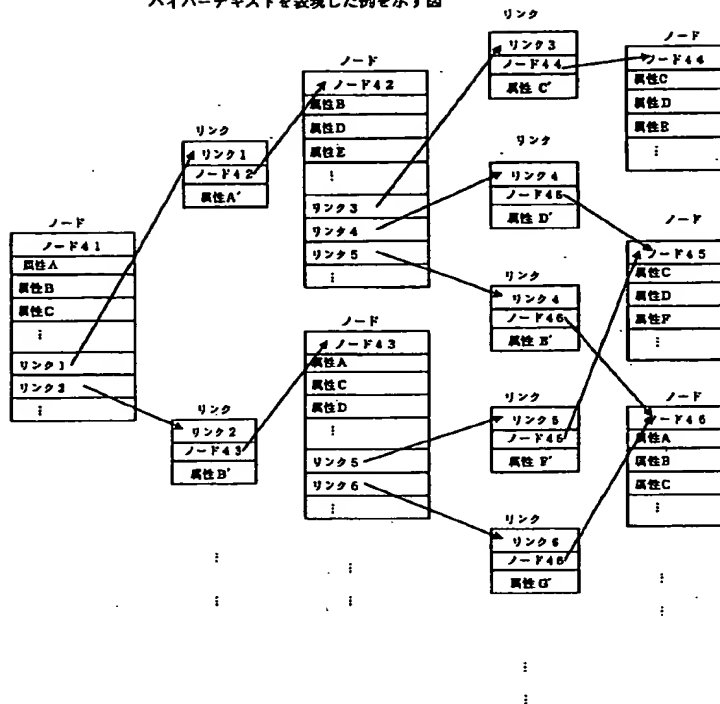 ハイパーテキストを表現した例を示す図
リンク
リンク3
ノード44
属性 C'
ノード
ノード44
属性C
属性D
属性E
ノード
ノード42
属性B
属性D
属性E
リンク3
リンク4
リンク5
リンク
リンク1
ノード42
属性A'
リンク
リンク4
ノード45
属性 D'
ノード
ノード41
属性A
属性B
属性C
リンク1
リンク2
ノード
ノード45
属性C
属性D
属性F
リンク
リンク4
ノード46
属性 E'
ノード
ノード43
属性A
属性C
属性D
リンク5
リンク6
リンク
リンク2
ノード43
属性B'
リンク
リンク5
ノード45
属性 F'
ノード
ノード46
属性A
属性B
属性C
リンク
リンク6
ノード46
属性 G'